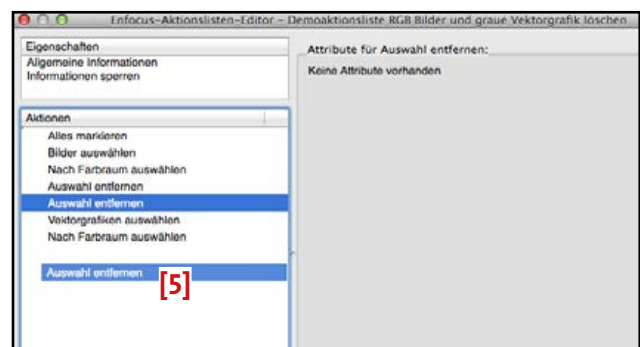 Enfocus-Aktionslisten-Editor - Demoaktionsliste RGB Bilder und graue Vektorgrafik löschen
Eigenschaften
Allgemeine Informationen
Informationen sperren
Aktionen
Alles markieren
Bilder auswählen
Nach Farbraum auswählen
Auswahl entfernen
Auswahl entfernen
Vektorgrafiken auswählen
Nach Farbraum auswählen
Auswahl entfernen
[5]
Attribute für Auswahl entfernen:
Keine Attribute vorhanden